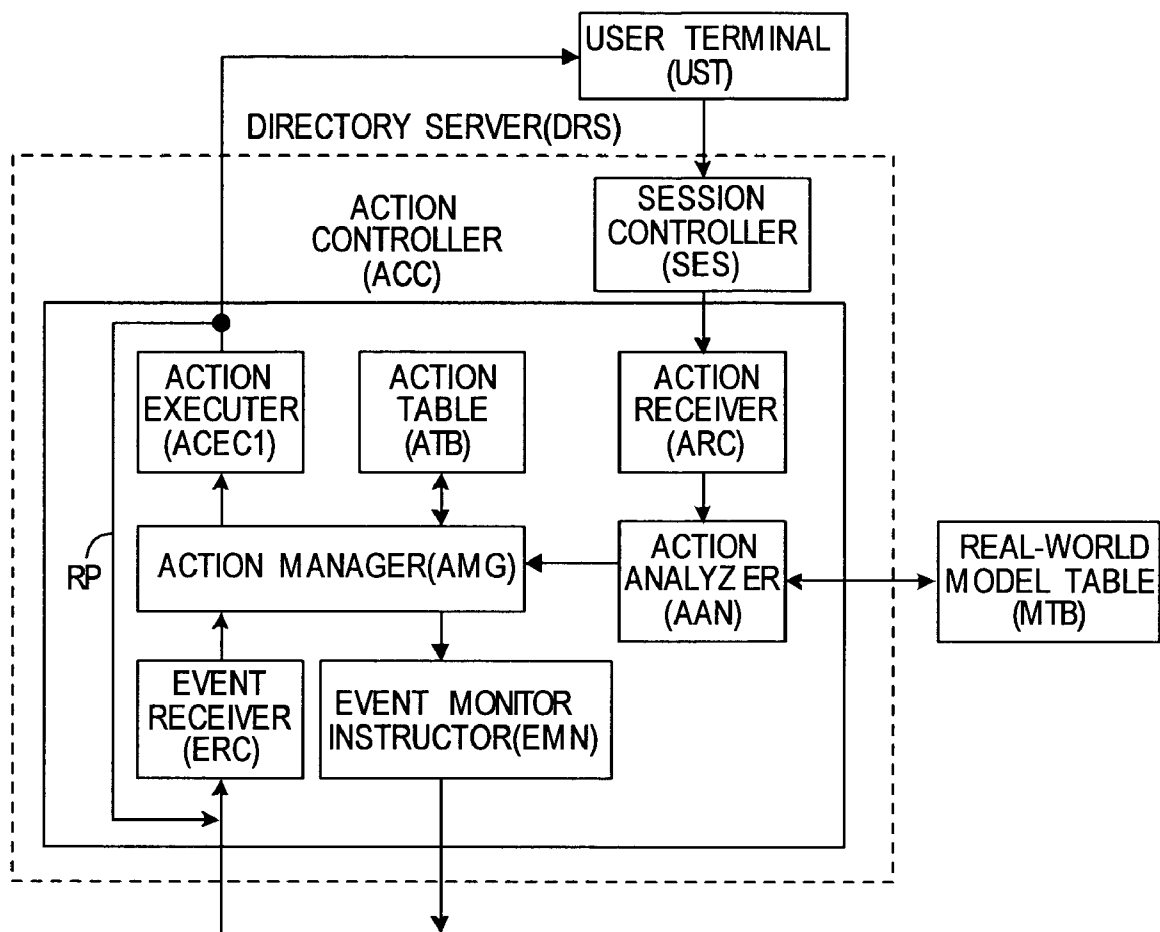 USER TERMINAL
(UST)
DIRECTORY SERVER(DRS)
ACTION
CONTROLLER
(ACC)
SESSION
CONTROLLER
(SES)
ACTION
EXECUTER
(ACEC1)
ACTION
TABLE
(ATB)
ACTION
RECEIVER
(ARC)
RP
ACTION MANAGER(AMG)
ACTION
ANALYZER
(AAN)
REAL-WORLD
MODEL TABLE
(MTB)
EVENT
RECEIVER
(ERC)
EVENT MONITOR
INSTRUCTOR(EMN)